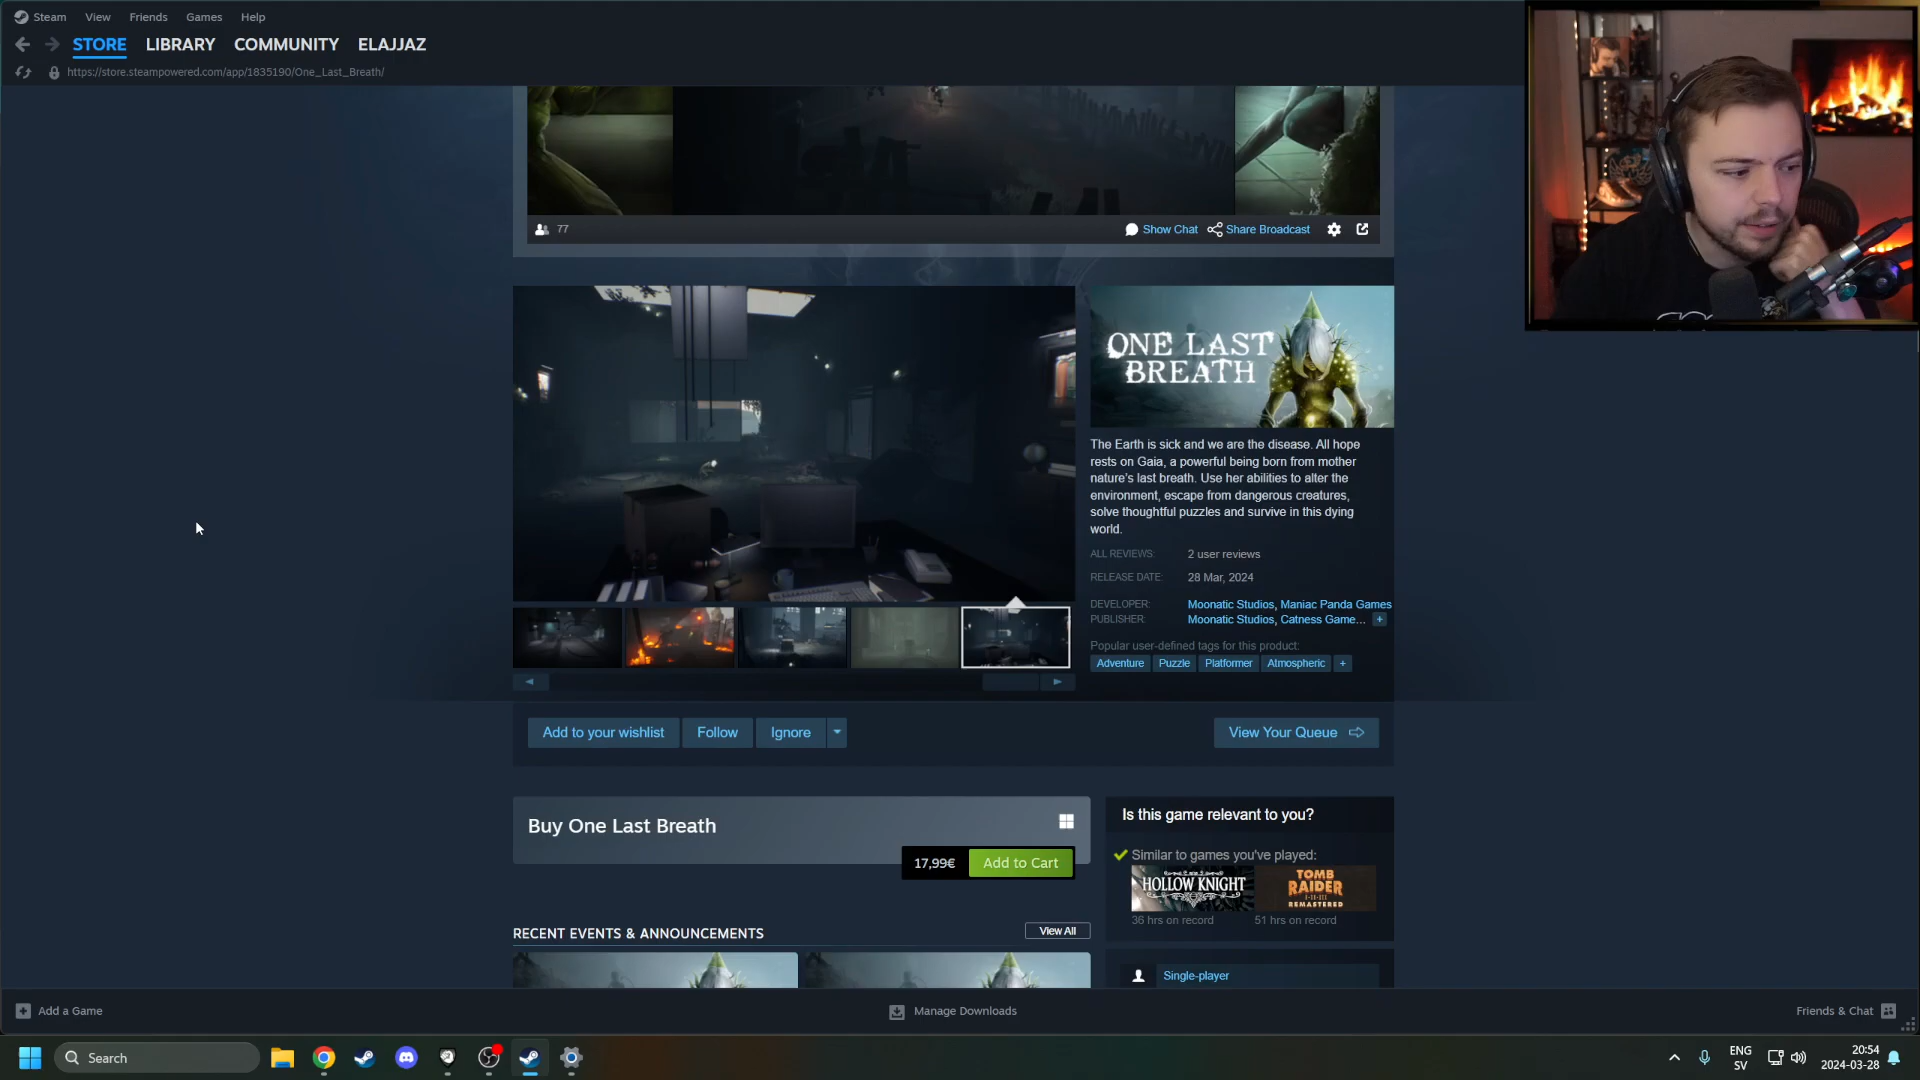 Steam View Friends Games Help
STORE LIBRARY COMMUNITY ELAJJAZ
https://store.steampowered.com/app/1835190/One_Last_Breath/
77
Show Chat
Share Broadcast
ONE LAST
BREATH
The Earth is sick and we are the disease. All hope
rests on Gaia, a powerful being born from mother
nature's last breath. Use her abilities to alter the
environment, escape from dangerous creatures,
solve thoughtful puzzles and survive in this dying
world.
ALL REVIEWS: 2 user reviews
RELEASE DATE: 28 Mar, 2024
DEVELOPER: Moonatic Studios, Maniac Panda Games
PUBLISHER: Moonatic Studios, Catness Game... +
Popular user-defined tags for this product:
Adventure Puzzle Platformer Atmospheric +
Add to your wishlist Follow Ignore View Your Queue
Buy One Last Breath
17,99€ Add to Cart
Is this game relevant to you?
Similar to games you've played:
HOLLOW KNIGHT
TOMB
RAIDER
I•II•III
REMASTERED
36 hrs on record 51 hrs on record
RECENT EVENTS & ANNOUNCEMENTS View All
Single-player
Add a Game Manage Downloads Friends & Chat
Search
ENG
SV
20:54
2024-03-28